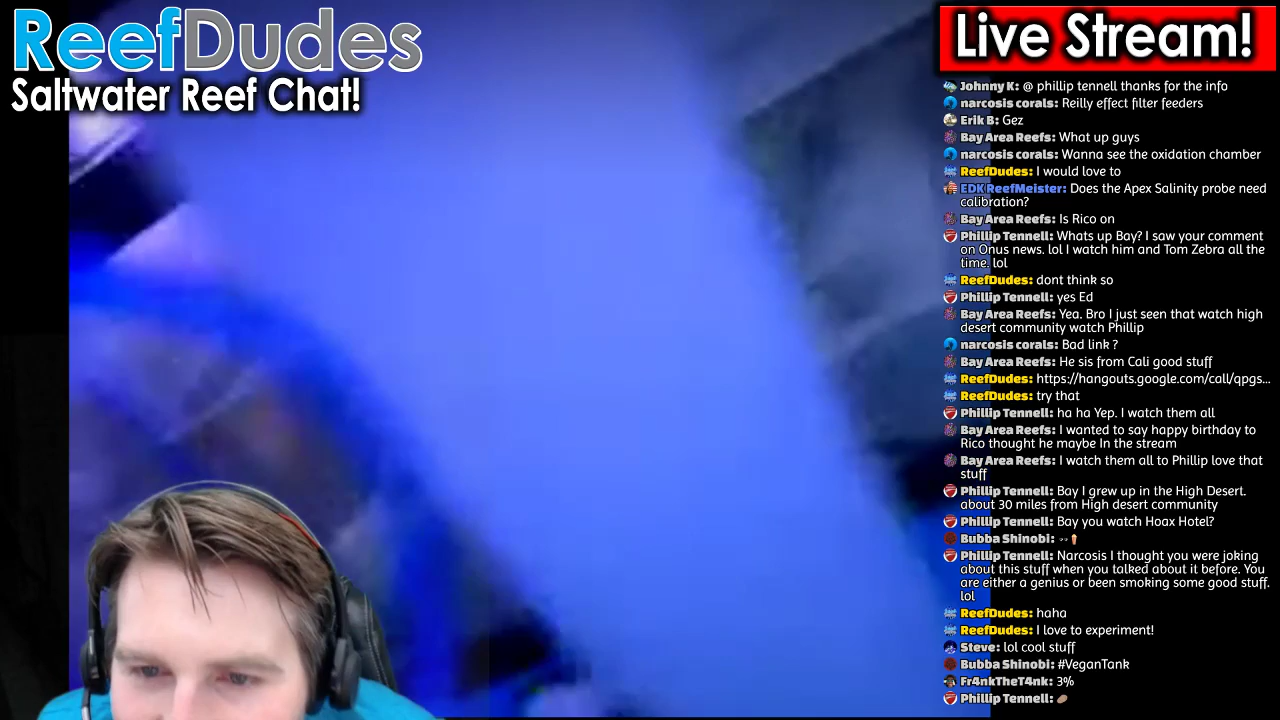 ReefDudes
Saltwater Reef Chat!
Live Stream!
Johnny K: @ phillip tennell thanks for the info
narcosis corals: Reilly effect filter feeders
Erik B: Gez
Bay Area Reefs: What up guys
narcosis corals: Wanna see the oxidation chamber
ReefDudes: I would love to
EDK ReefMeister: Does the Apex Salinity probe need
calibration?
Bay Area Reefs: Is Rico on
Phillip Tennell: Whats up Bay? I saw your comment
on Onus news. lol I watch him and Tom Zebra all the
time. lol
ReefDudes: dont think so
Phillip Tennell: yes Ed
Bay Area Reefs: Yea. Bro I just seen that watch high
desert community watch Phillip
narcosis corals: Bad link ?
Bay Area Reefs: He sis from Cali good stuff
ReefDudes: https://hangouts.google.com/call/qpgs...
ReefDudes: try that
Phillip Tennell: ha ha Yep. I watch them all
Bay Area Reefs: I wanted to say happy birthday to
Rico thought he maybe In the stream
Bay Area Reefs: I watch them all to Phillip love that
stuff
Phillip Tennell: Bay I grew up in the High Desert.
about 30 miles from High desert community
Phillip Tennell: Bay you watch Hoax Hotel?
Bubba Shinobi:
Phillip Tennell: Narcosis I thought you were joking
about this stuff when you talked about it before. You
are either a genius or been smoking some good stuff.
lol
ReefDudes: haha
ReefDudes: I love to experiment!
Steve: lol cool stuff
Bubba Shinobi: #VeganTank
Fr4nkTheT4nk: 3%
Phillip Tennell: